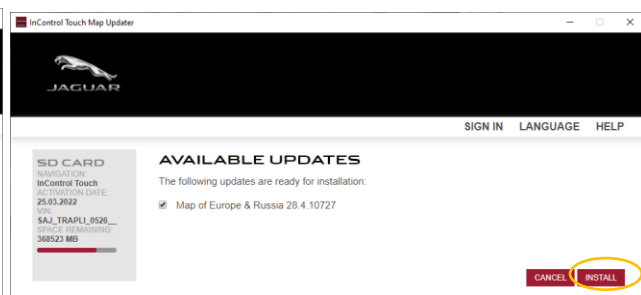 InControl Touch Map Updater
JAGUAR
SIGN IN LANGUAGE HELP
SD CARD
NAVIGATION:
InControl Touch
ACTIVATION DATE:
25.03.2022
VIN:
SAJ_TRAPLI_0526__
SPACE REMAINING:
368523 MB
AVAILABLE UPDATES
The following updates are ready for installation:
Map of Europe & Russia 28.4.10727
CANCEL INSTALL